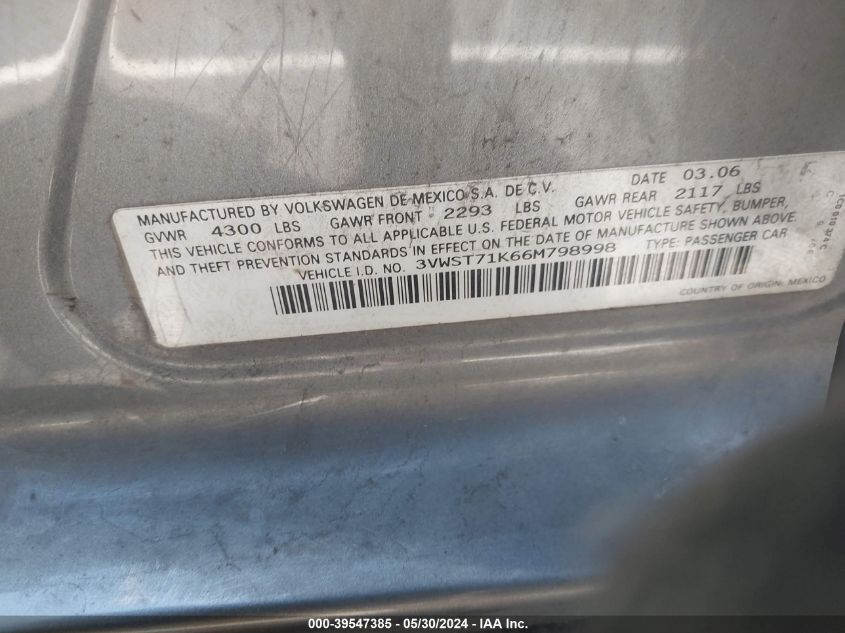 MANUFACTURED BY VOLKSWAGEN DE MEXICO S.A. DE C.V. DATE 03.06
GVWR 4300 LBS GAWR FRONT 2293 LBS GAWR REAR 2117 LBS
THIS VEHICLE CONFORMS TO ALL APPLICABLE U.S. FEDERAL MOTOR VEHICLE SAFETY, BUMPER,
AND THEFT PREVENTION STANDARDS IN EFFECT ON THE DATE OF MANUFACTURE SHOWN ABOVE.
VEHICLE I.D. NO. 3VWST71K66M798998 TYPE: PASSENGER CAR
COUNTRY OF ORIGIN: MEXICO
000-39547385 - 05/30/2024 - IMPACT AUCTIONS, INC.